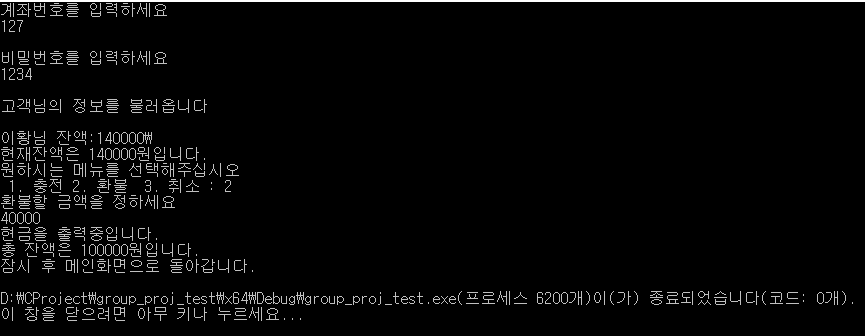 계좌번호를 입력하세요
127
비밀번호를 입력하세요
1234
고객님의 정보를 불러옵니다
이황님 잔액:140000₩
현재잔액은 140000원입니다.
원하시는 메뉴를 선택해주십시오
1. 충전 2. 환불  3. 취소 : 2
환불할 금액을 정하세요
40000
현금을 출력중입니다.
총 잔액은 100000원입니다.
잠시 후 메인화면으로 돌아갑니다.
D:₩CProject₩group_proj_test₩x64₩Debug₩group_proj_test.exe(프로세스 6200개)이(가) 종료되었습니다(코드: 0개).
이 창을 닫으려면 아무 키나 누르세요...